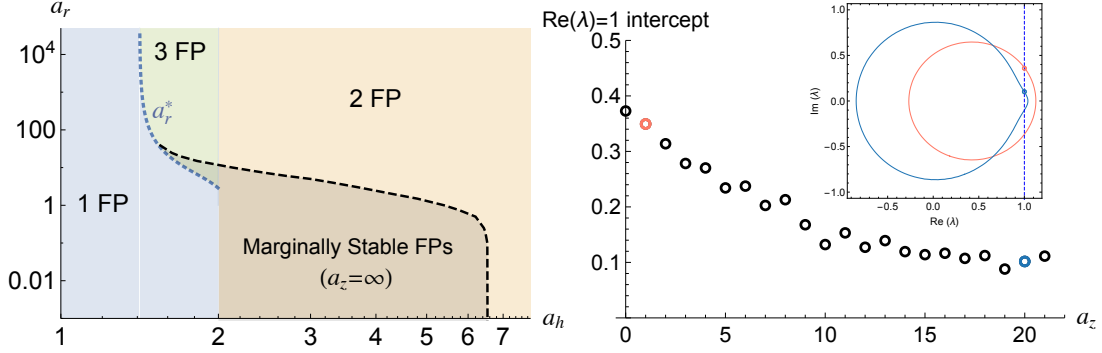 a_r
10^4
100
1
0.01
3 FP
2 FP
a_r^*
1 FP
Marginally Stable FPs
(a_z=∞)
1 2 3 4 5 6 7
a_h
Re(λ)=1 intercept
0.5
0.4
0.3
0.2
0.1
0 5 10 15 20
a_z
1.0
0.5
0.0
-0.5
-1.0
Im (λ)
-0.5 0.0 0.5 1.0
Re (λ)